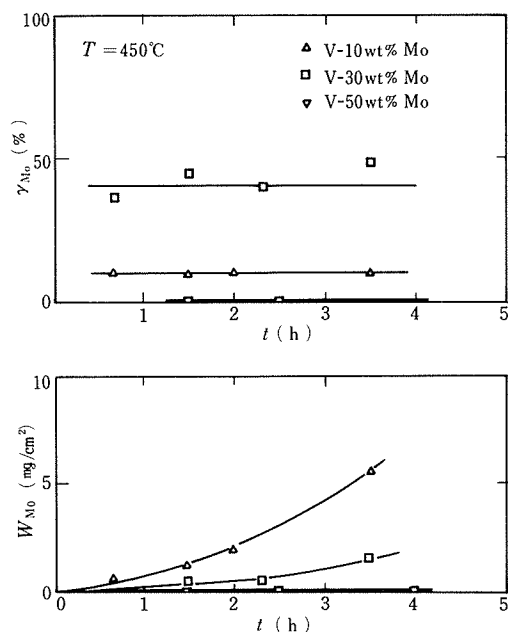 100
T = 450℃
△ V-10wt% Mo
□ V-30wt% Mo
▽ V-50wt% Mo
γMo (%)
50
0
1 2 3 4 5
t (h)
10
WMo (mg/cm²)
5
0
0 1 2 3 4 5
t (h)